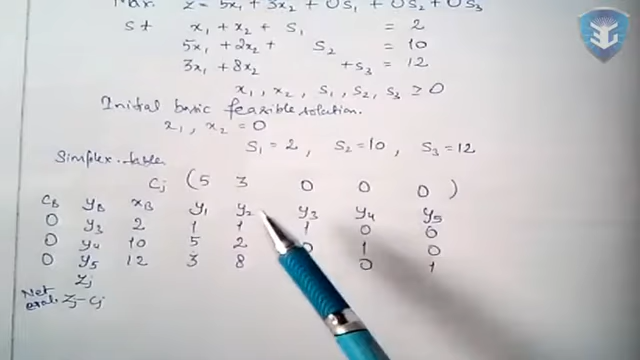 Max. Z = 5x₁ + 3x₂ + 0s₁ + 0s₂ + 0s₃
St x₁ + x₂ + s₁ = 2
5x₁ + 2x₂ + s₂ = 10
3x₁ + 8x₂ + s₃ = 12
x₁, x₂, s₁, s₂, s₃ ≥ 0
Initial basic feasible solution.
x₁, x₂ = 0
s₁ = 2, s₂ = 10, s₃ = 12
Simplex table
Cj (5 3 0 0 0)
CB yB xB y₁ y₂ y₃ y₄ y₅
0 y₃ 2 1 1 1 0 0
0 y₄ 10 5 2 0 1 0
0 y₅ 12 3 8 0 1
Zj
Net eval Zj - Cj